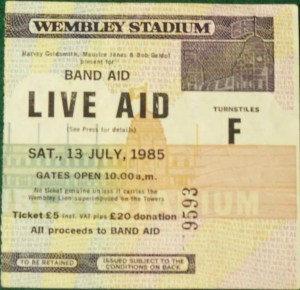 WEMBLEY STADIUM
Harvey Goldsmith, Maurice Jones & Bob Geldof
present for
BAND AID
LIVE AID
(See Press for details)
TURNSTILES
F
SAT., 13 JULY, 1985
GATES OPEN 10.00 a.m.
No ticket genuine unless it carries the
Wembley Lion superimposed on the Towers
Ticket £5 incl. VAT plus £20 donation
All proceeds to BAND AID
9593
TO BE RETAINED
ISSUED SUBJECT TO THE
CONDITIONS ON BACK